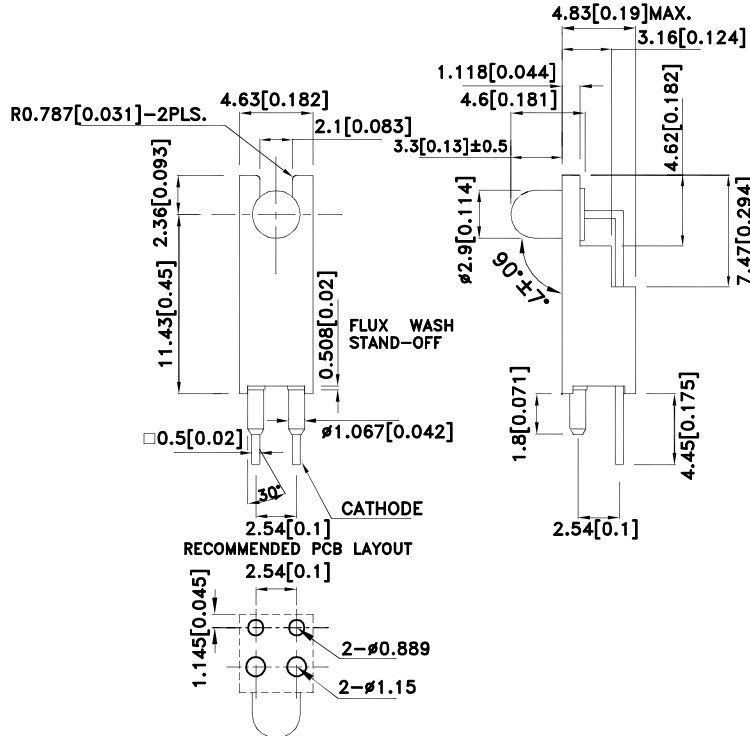 4.83[0.19]MAX.
3.16[0.124]
1.118[0.044]
4.6[0.181]
4.63[0.182]
R0.787[0.031]-2PLS.
2.1[0.083]
3.3[0.13]±0.5
4.62[0.182]
2.36[0.093]
ø2.9[0.114]
7.47[0.294]
90°±7°
11.43[0.45]
0.508[0.02]
FLUX WASH
STAND-OFF
1.8[0.071]
4.45[0.175]
□0.5[0.02]
ø1.067[0.042]
30°
CATHODE
2.54[0.1]
2.54[0.1]
RECOMMENDED PCB LAYOUT
2.54[0.1]
1.145[0.045]
2-ø0.889
2-ø1.15